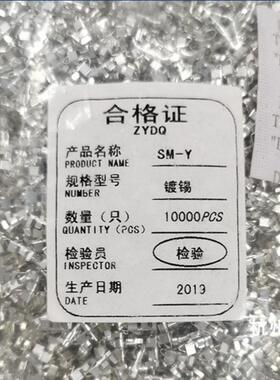 合格证
ZYDQ
产品名称 SM-Y
PRODUCT NAME
规格型号 镀锡
NUMBER
数量（只） 10000PCS
QUANTITY (PCS)
检验员 检验
INSPECTOR
生产日期 2013
DATE